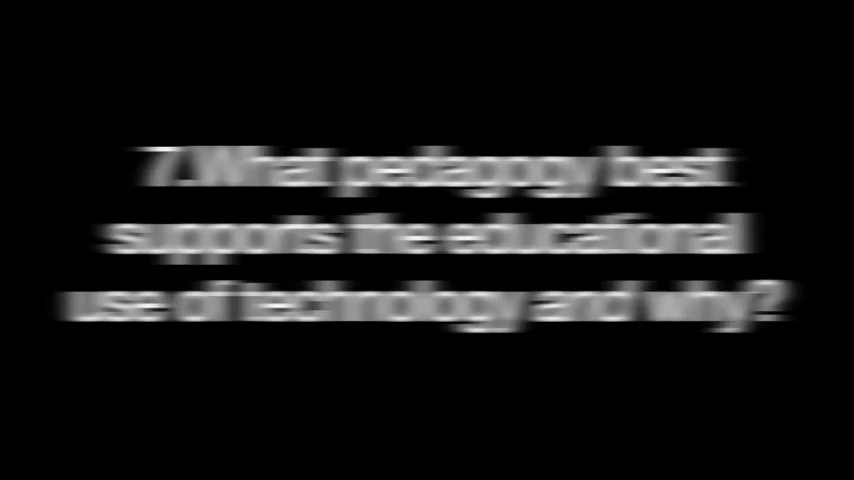 7.What pedagogy best
supports the educational
use of technology and why?